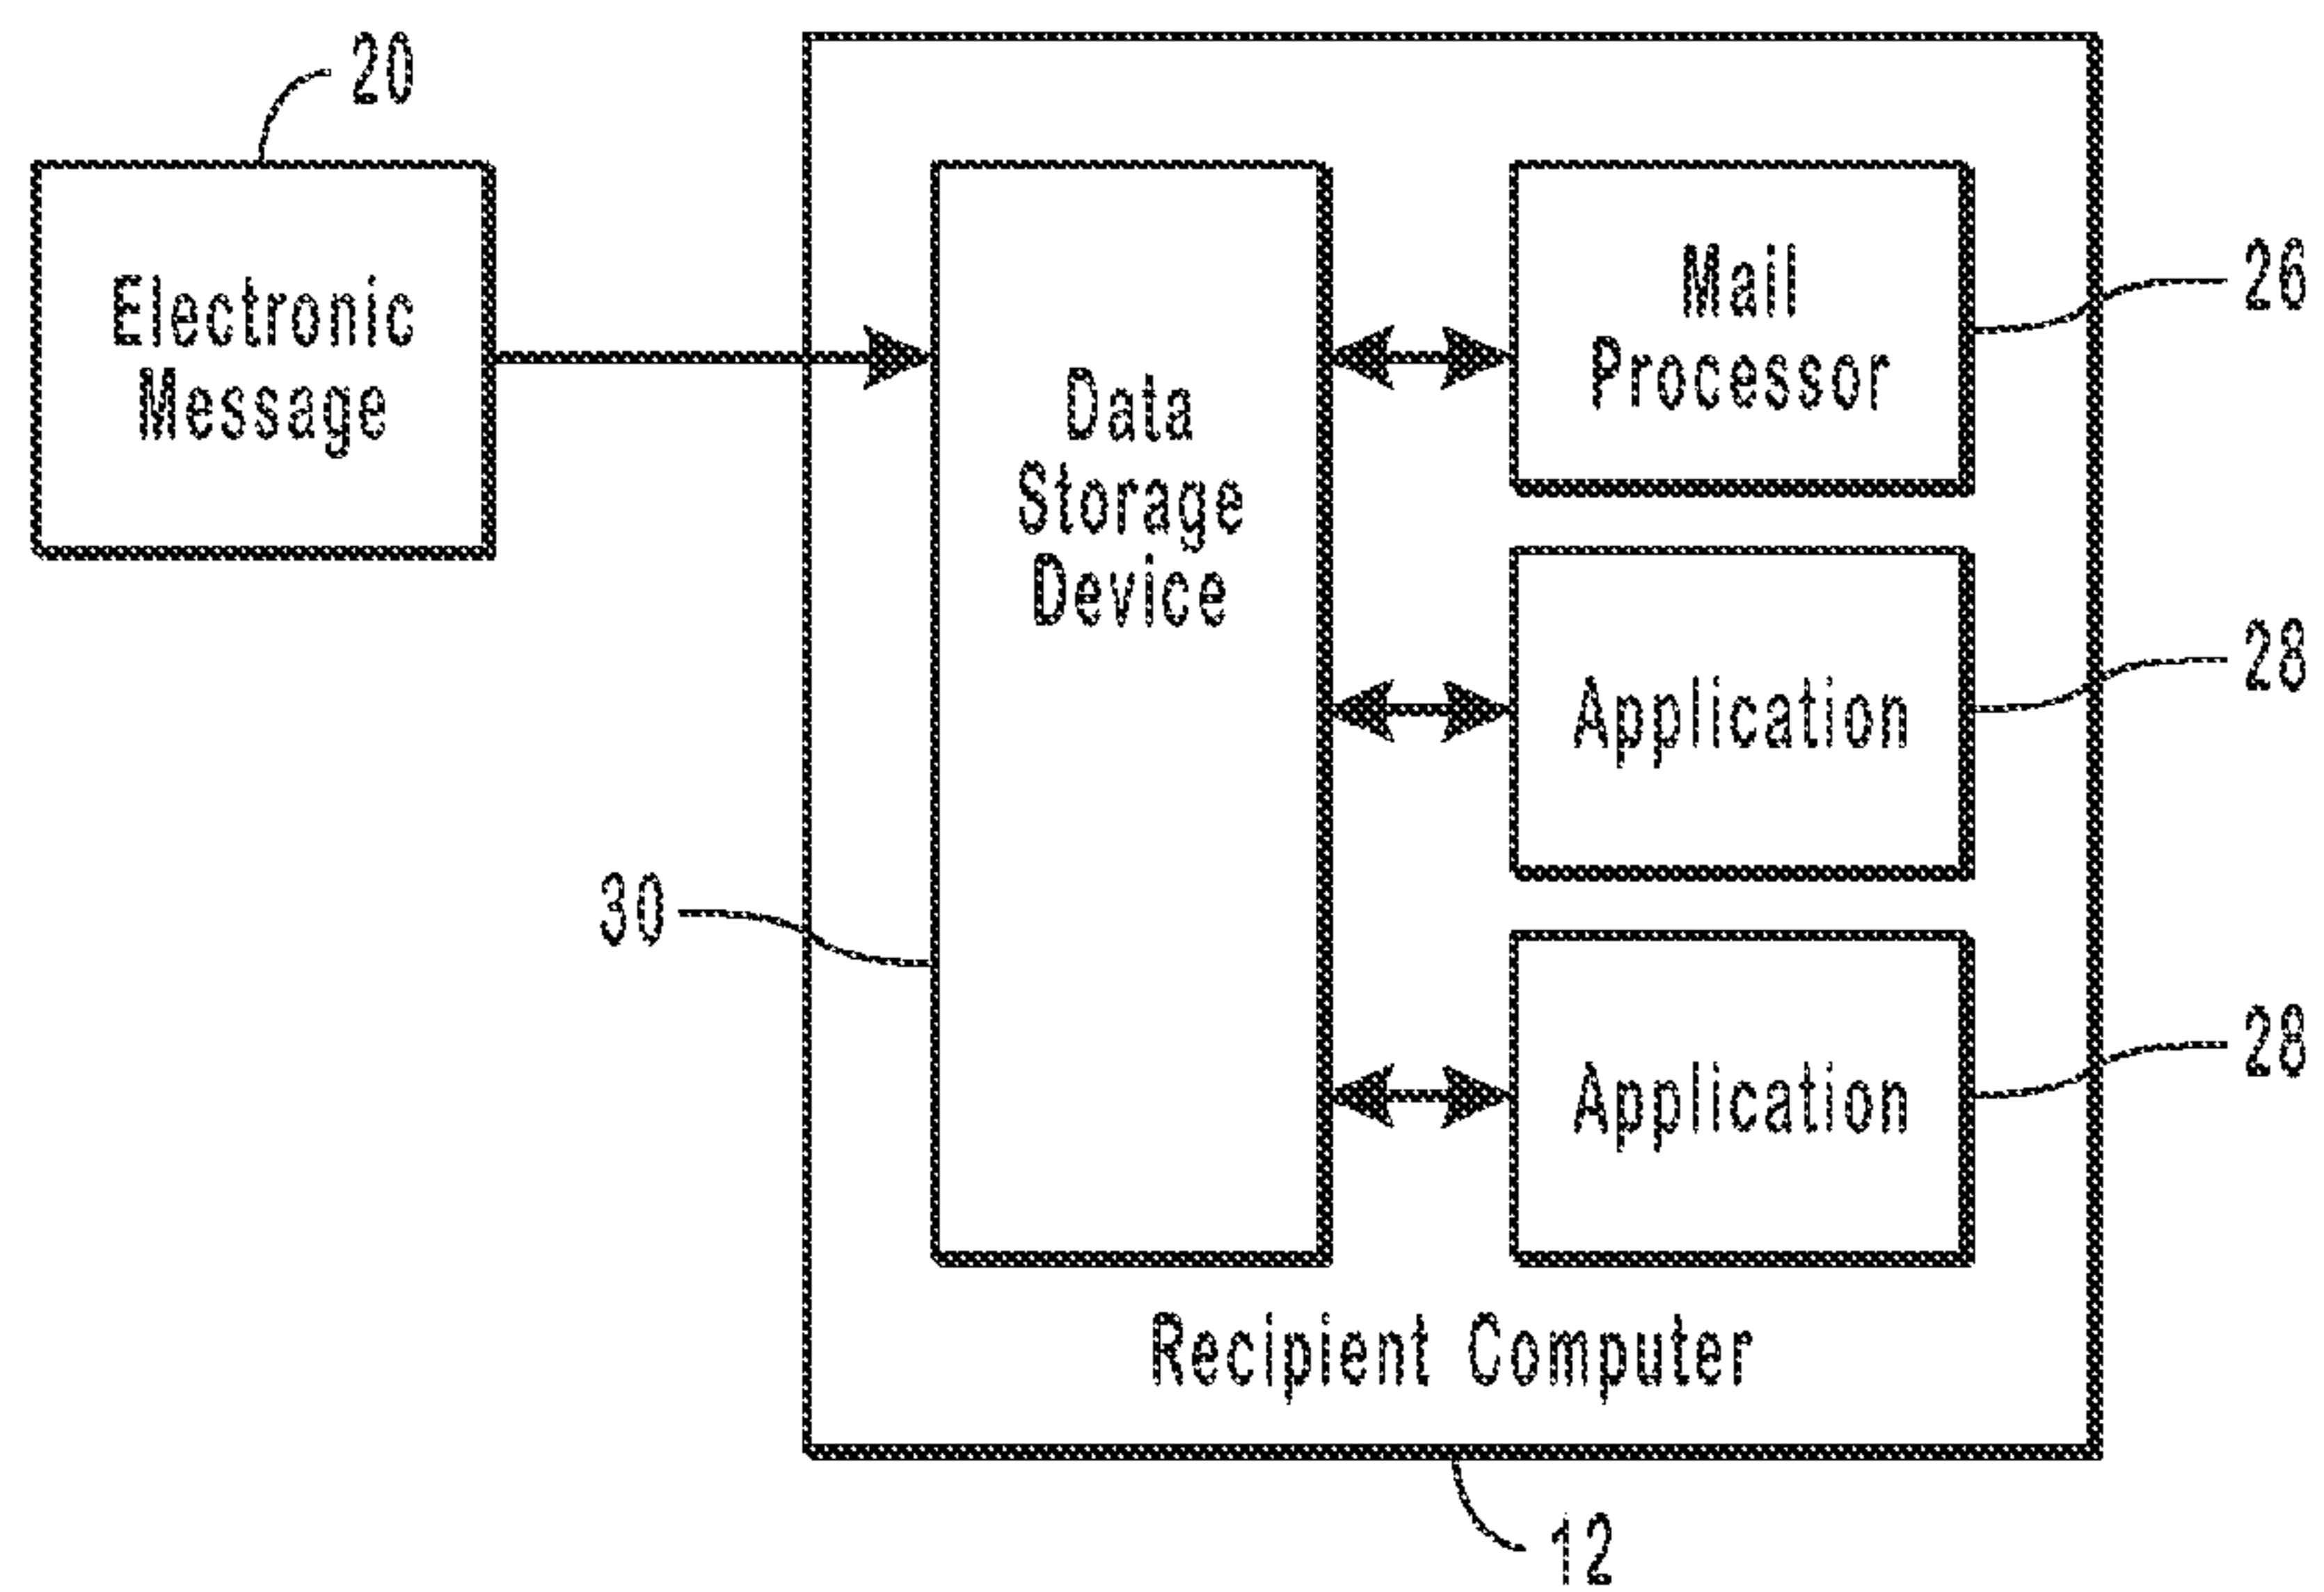 20
Electronic
Message
Data
Storage
Device
30
Mail
Processor
26
Application
28
Application
28
Recipient Computer
12